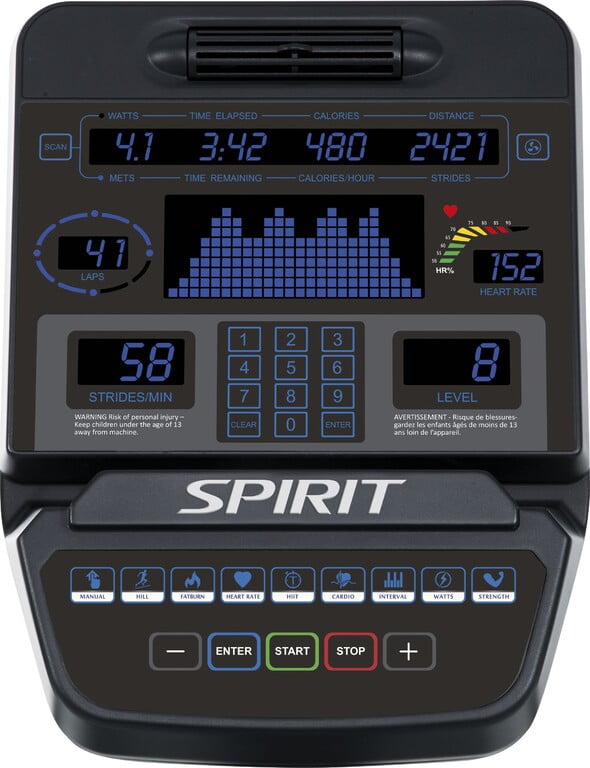 WATTS TIME ELAPSED CALORIES DISTANCE
SCAN 4.1 3:42 480 2421
METS TIME REMAINING CALORIES/HOUR STRIDES
41
LAPS
75 85 85 95
70
65
60
55
50
HR%
152
HEART RATE
58
STRIDES/MIN
WARNING Risk of personal injury –
Keep children under the age of 13
away from machine.
1 2 3
4 5 6
7 8 9
CLEAR 0 ENTER
8
LEVEL
AVERTISSEMENT - Risque de blessures-
gardez les enfants âgés de moins de 13
ans loin de l'appareil.
SPIRIT
MANUAL HILL FATBURN HEART RATE HIIT CARDIO INTERVAL WATTS STRENGTH
− ENTER START STOP +